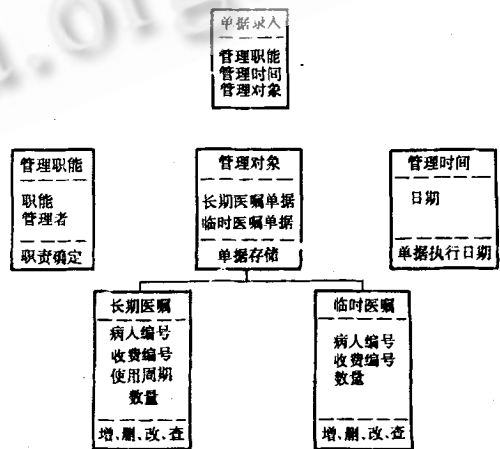 单据录入
管理职能
管理时间
管理对象
管理职能
职能
管理者
职责确定
管理对象
长期医嘱单据
临时医嘱单据
单据存储
管理时间
日期
单据执行日期
长期医嘱
病人编号
收费编号
使用周期
数量
增、删、改、查
临时医嘱
病人编号
收费编号
数量
增、删、改、查